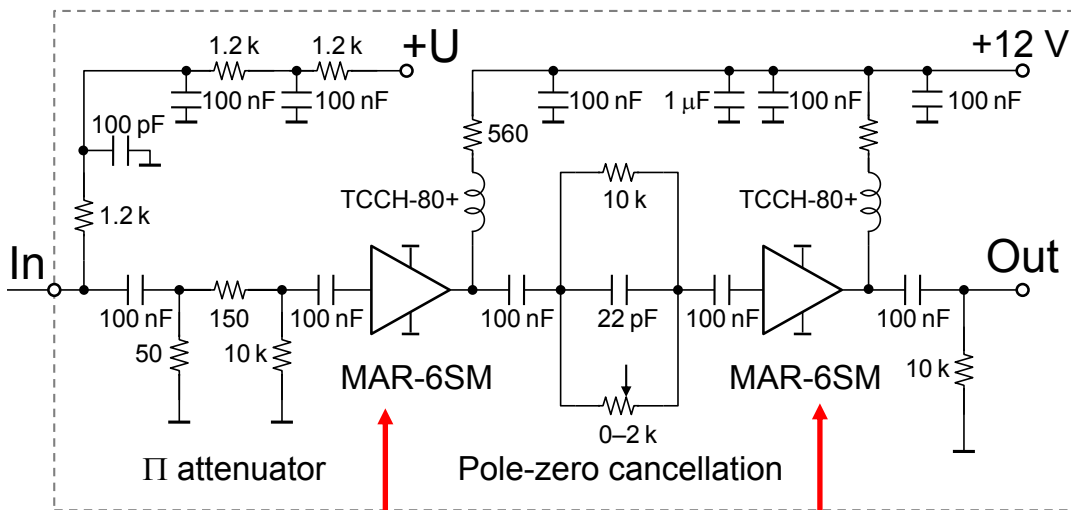 1.2 k
1.2 k
+U
+12 V
100 nF
100 nF
100 nF
1 μF
100 nF
100 nF
100 pF
560
TCCH-80+
10 k
TCCH-80+
1.2 k
In
Out
100 nF
150
100 nF
100 nF
22 pF
100 nF
100 nF
50
10 k
MAR-6SM
MAR-6SM
10 k
0–2 k
Π attenuator
Pole-zero cancellation